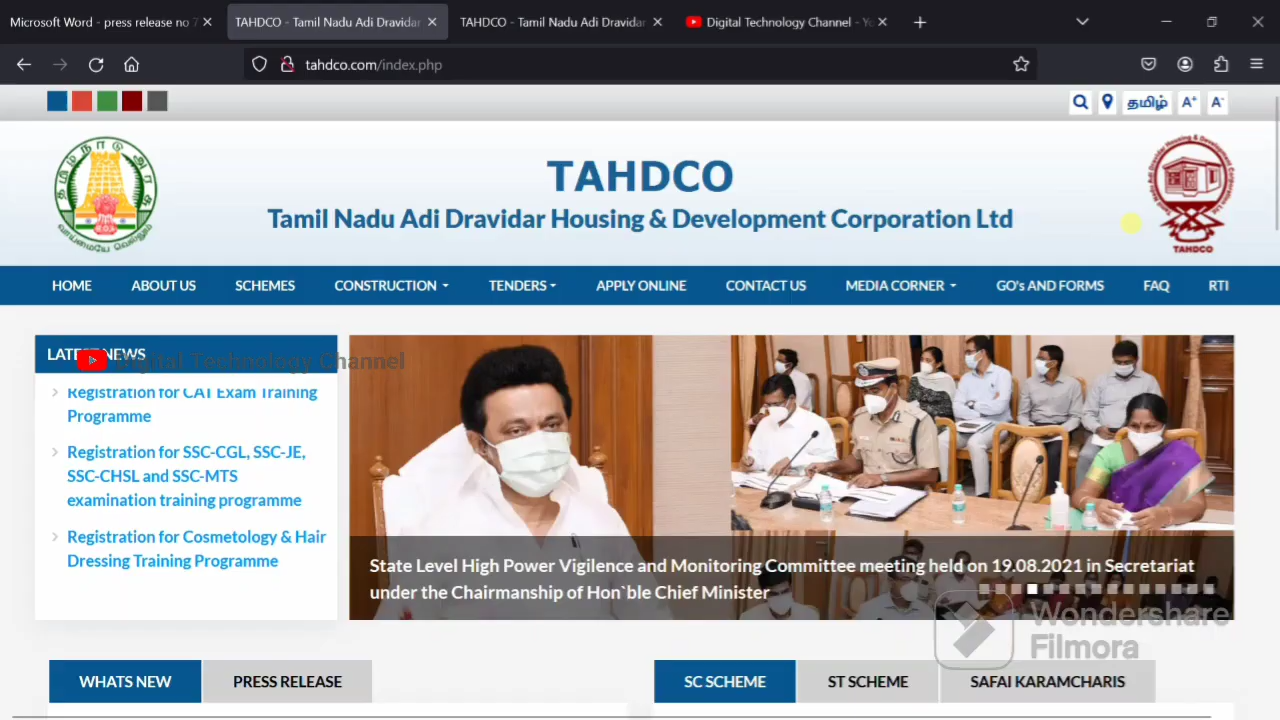 Microsoft Word - press release no 7
TAHDCO - Tamil Nadu Adi Dravidar
TAHDCO - Tamil Nadu Adi Dravidar
Digital Technology Channel - Yo
tahdco.com/index.php
தமிழ் A+ A-
TAHDCO
Tamil Nadu Adi Dravidar Housing & Development Corporation Ltd
TAHDCO
HOME ABOUT US SCHEMES CONSTRUCTION TENDERS APPLY ONLINE CONTACT US MEDIA CORNER GO's AND FORMS FAQ RTI
LATEST NEWS
Digital Technology Channel
Registration for CAT Exam Training
Programme
Registration for SSC-CGL, SSC-JE,
SSC-CHSL and SSC-MTS
examination training programme
Registration for Cosmetology & Hair
Dressing Training Programme
State Level High Power Vigilence and Monitoring Committee meeting held on 19.08.2021 in Secretariat
under the Chairmanship of Hon`ble Chief Minister
Wondershare
Filmora
WHATS NEW PRESS RELEASE
SC SCHEME ST SCHEME SAFAI KARAMCHARIS